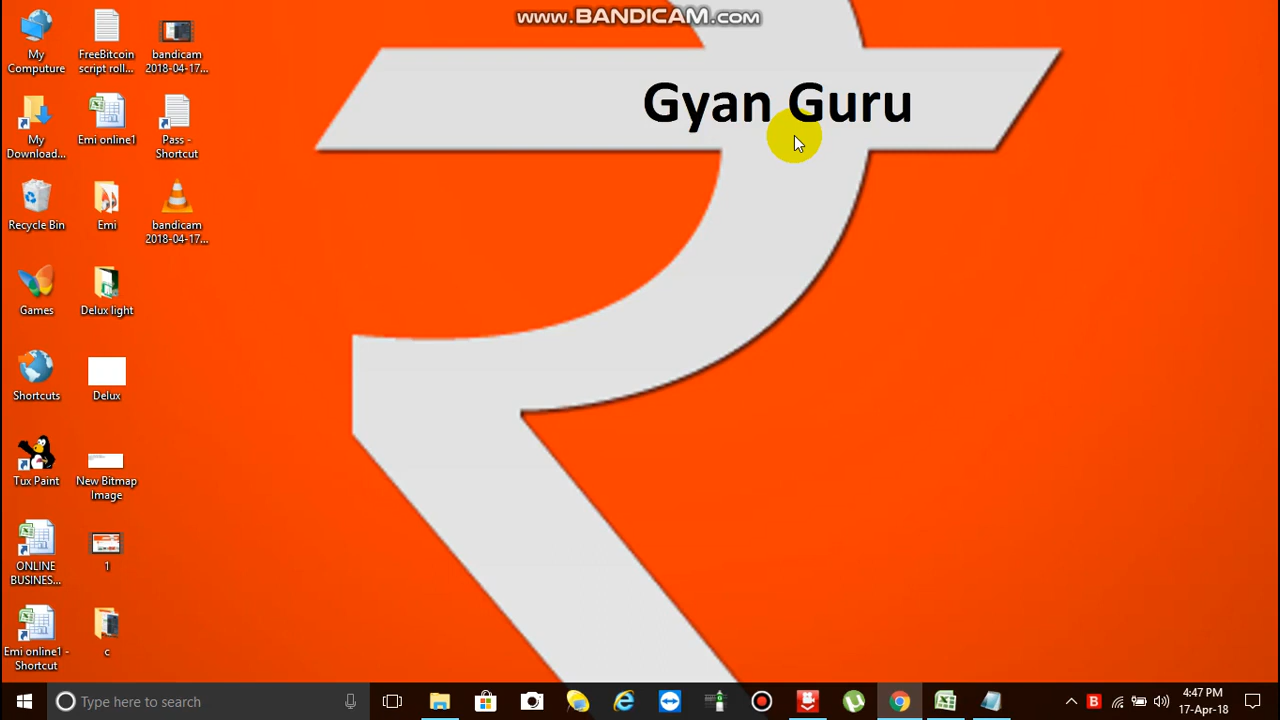 www.BANDICAM.com
Gyan Guru
My
Computure
FreeBitcoin
script roll...
bandicam
2018-04-17...
My
Download...
Emi online1
Pass -
Shortcut
Recycle Bin
Emi
bandicam
2018-04-17...
Games
Delux light
Shortcuts
Delux
Tux Paint
New Bitmap
Image
ONLINE
BUSINES...
1
Emi online1 -
Shortcut
c
Type here to search
4:47 PM
17-Apr-18